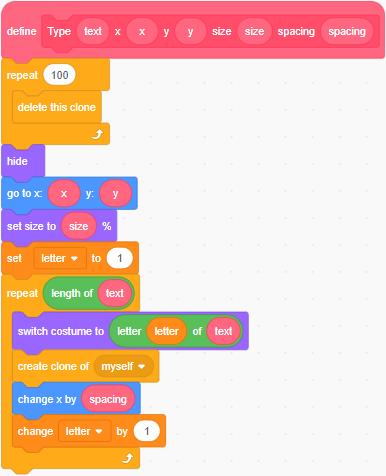 define Type text x x y y size size spacing spacing
repeat 100
delete this clone
hide
go to x: x y: y
set size to size %
set letter to 1
repeat length of text
switch costume to letter letter of text
create clone of myself
change x by spacing
change letter by 1